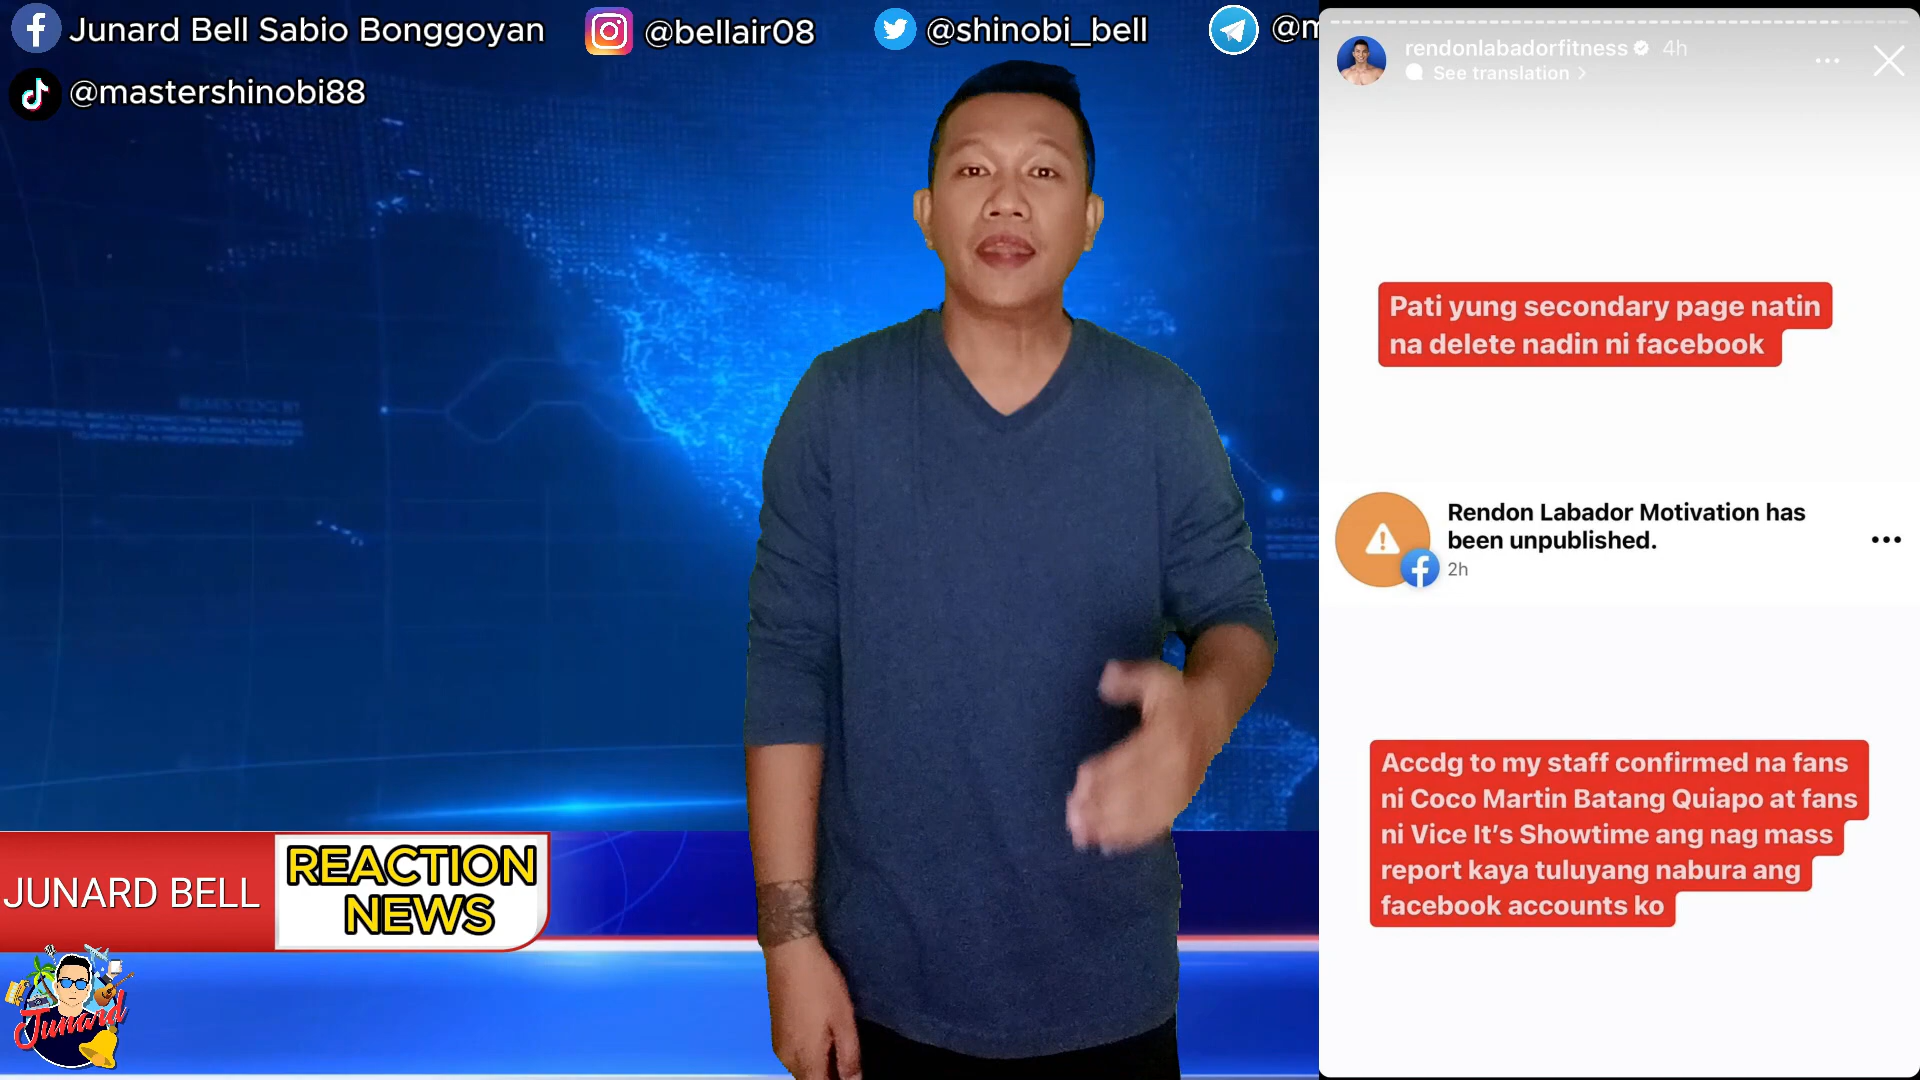 Junard Bell Sabio Bonggoyan
@bellair08
@shinobi_bell
@m
@mastershinobi88
rendonlabadorfitness 4h
See translation
Pati yung secondary page natin
na delete nadin ni facebook
Rendon Labador Motivation has
been unpublished.
2h
Accdg to my staff confirmed na fans
ni Coco Martin Batang Quiapo at fans
ni Vice It's Showtime ang nag mass
report kaya tuluyang nabura ang
facebook accounts ko
JUNARD BELL
REACTION
NEWS
Junard